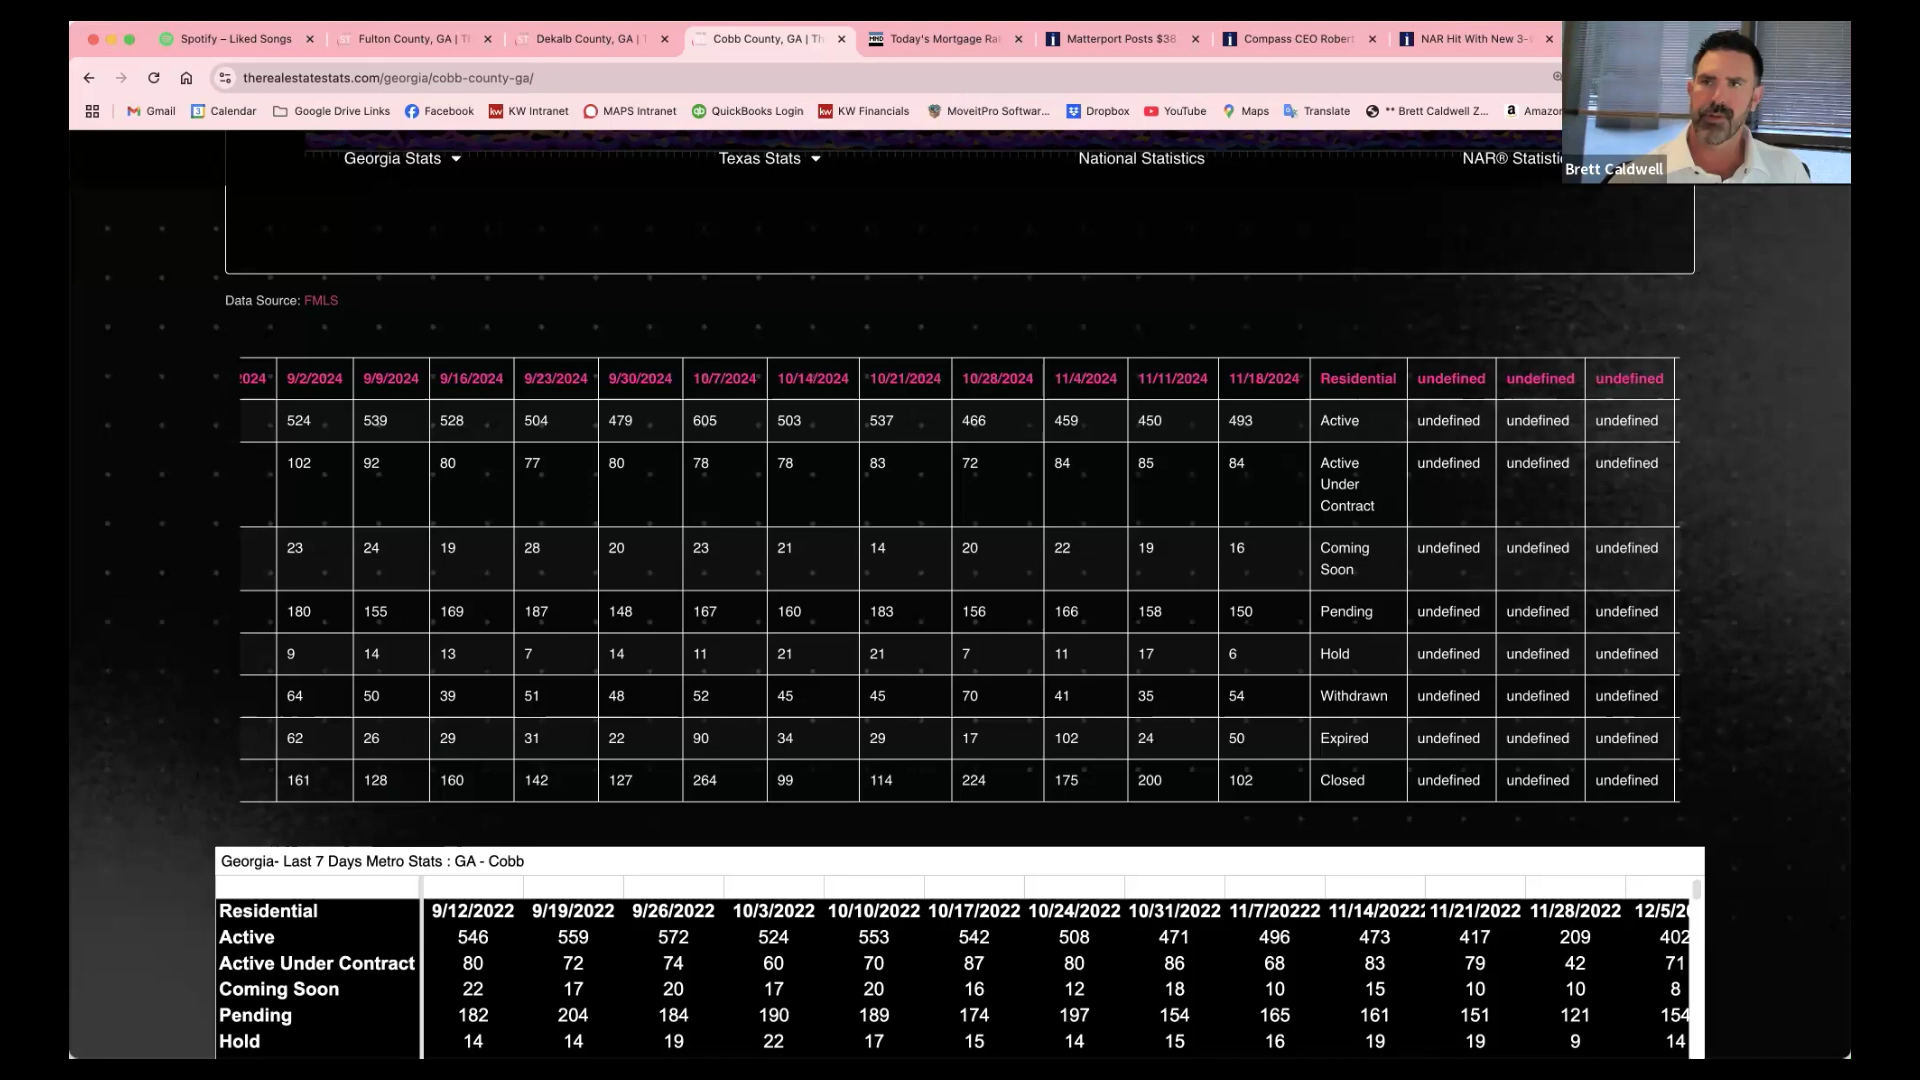 Spotify – Liked Songs
Fulton County, GA | T
Dekalb County, GA |
Cobb County, GA | Th
Today's Mortgage Ra
Matterport Posts $38
Compass CEO Robert
NAR Hit With New 3-
therealestatestats.com/georgia/cobb-county-ga/
Gmail Calendar Google Drive Links Facebook KW Intranet MAPS Intranet QuickBooks Login KW Financials MoveitPro Softwar... Dropbox YouTube Maps Translate ** Brett Caldwell Z... Amazon
Brett Caldwell
Georgia Stats Texas Stats National Statistics NAR® Statisti
Data Source: FMLS
2024 9/2/2024 9/9/2024 9/16/2024 9/23/2024 9/30/2024 10/7/2024 10/14/2024 10/21/2024 10/28/2024 11/4/2024 11/11/2024 11/18/2024 Residential undefined undefined undefined
524 539 528 504 479 605 503 537 466 459 450 493 Active undefined undefined undefined
102 92 80 77 80 78 78 83 72 84 85 84 Active undefined undefined undefined
Under
Contract
23 24 19 28 20 23 21 14 20 22 19 16 Coming undefined undefined undefined
Soon
180 155 169 187 148 167 160 183 156 166 158 150 Pending undefined undefined undefined
9 14 13 7 14 11 21 21 7 11 17 6 Hold undefined undefined undefined
64 50 39 51 48 52 45 45 70 41 35 54 Withdrawn undefined undefined undefined
62 26 29 31 22 90 34 29 17 102 24 50 Expired undefined undefined undefined
161 128 160 142 127 264 99 114 224 175 200 102 Closed undefined undefined undefined
Georgia- Last 7 Days Metro Stats : GA - Cobb
Residential 9/12/2022 9/19/2022 9/26/2022 10/3/2022 10/10/2022 10/17/2022 10/24/2022 10/31/2022 11/7/20222 11/14/20222 11/21/2022 11/28/2022 12/5/20
Active 546 559 572 524 553 542 508 471 496 473 417 209 402
Active Under Contract 80 72 74 60 70 87 80 86 68 83 79 42 71
Coming Soon 22 17 20 17 20 16 12 18 10 15 10 10 8
Pending 182 204 184 190 189 174 197 154 165 161 151 121 154
Hold 14 14 19 22 17 15 14 15 16 19 19 9 14